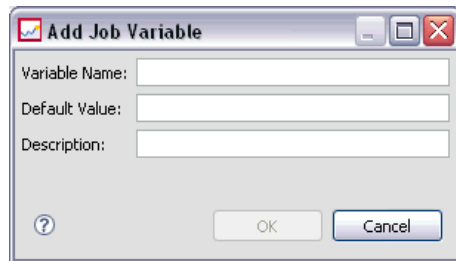 Add Job Variable
Variable Name:
Default Value:
Description:
?
OK
Cancel